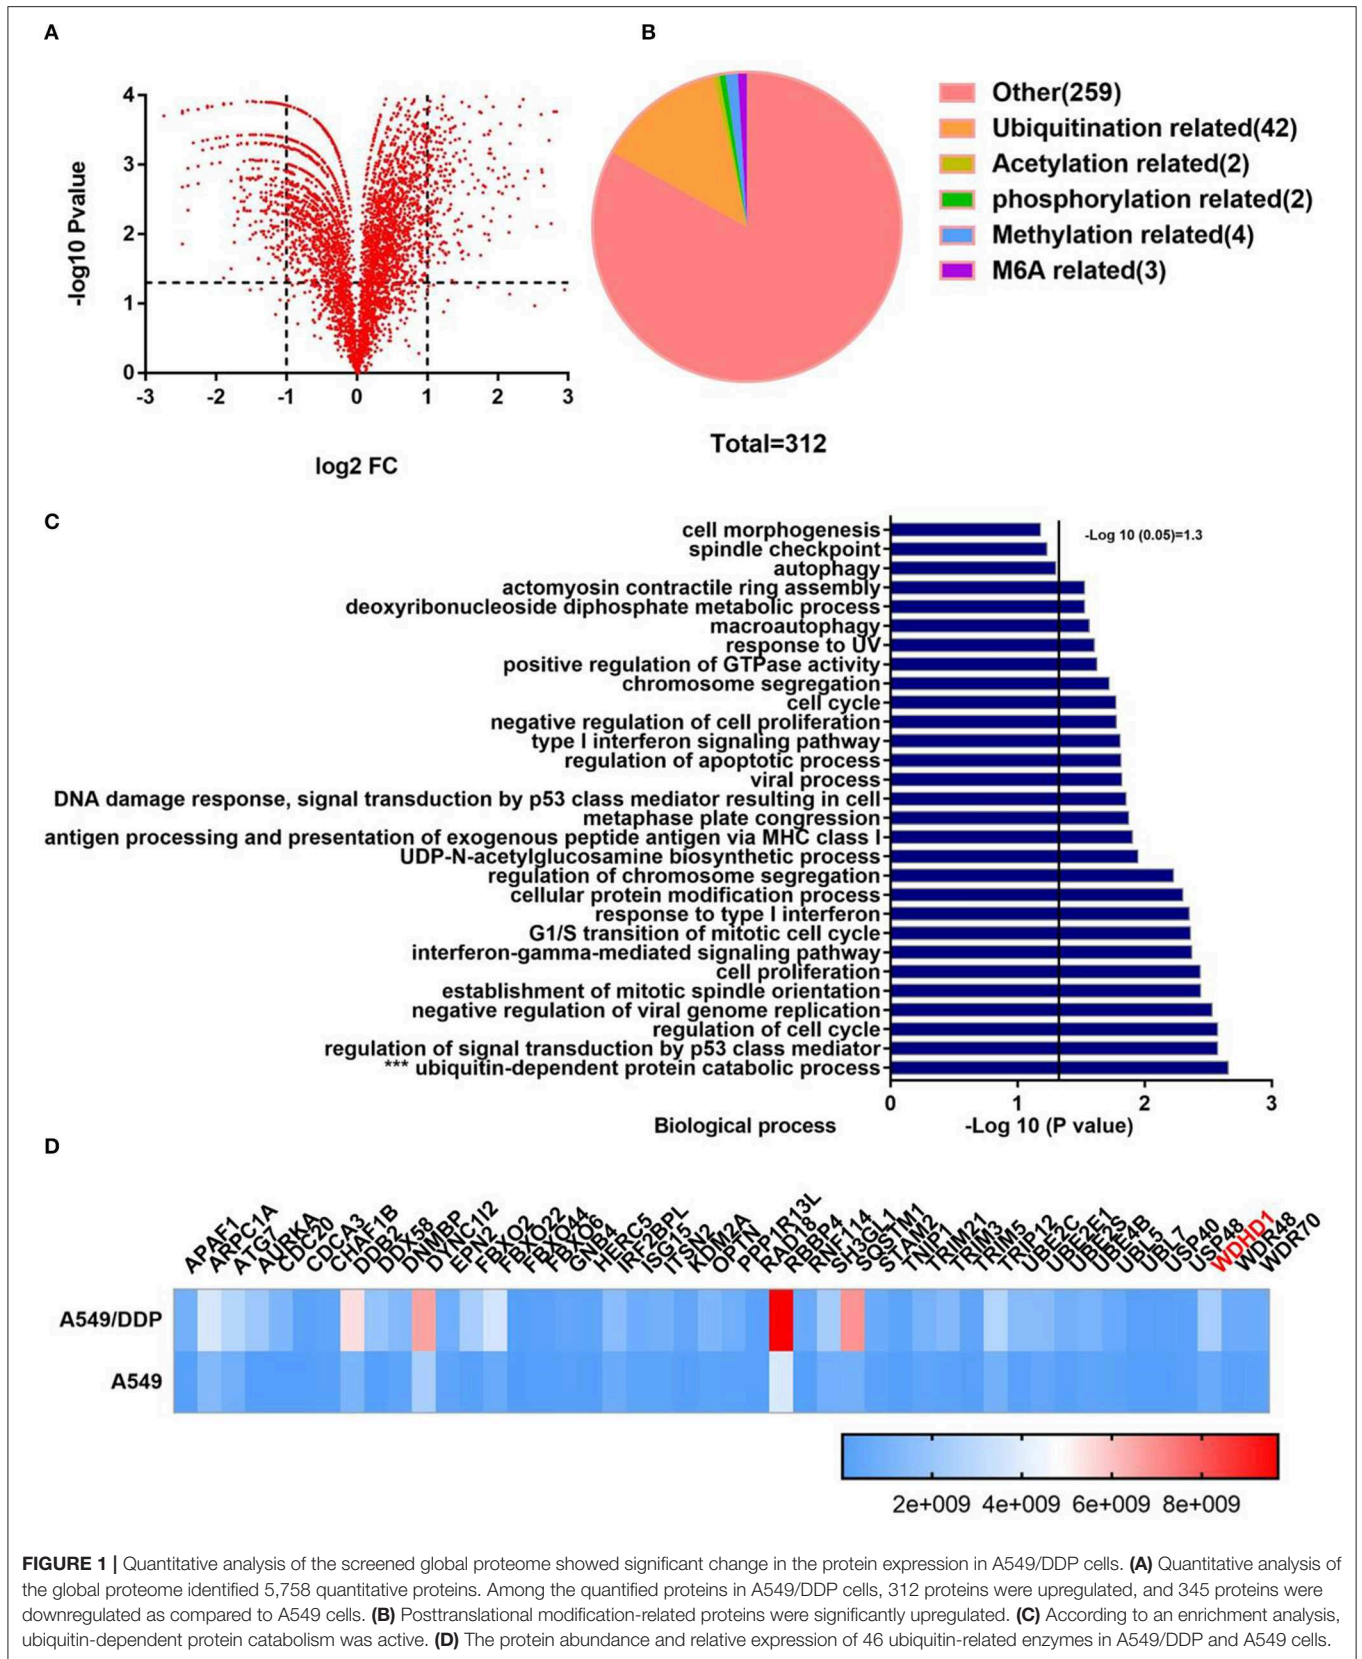 A
B
4
3
2
1
0
-log10 Pvalue
-3 -2 -1 0 1 2 3
log2 FC
Other(259)
Ubiquitination related(42)
Acetylation related(2)
phosphorylation related(2)
Methylation related(4)
M6A related(3)
Total=312
C
cell morphogenesis
-Log 10 (0.05)=1.3
spindle checkpoint
autophagy
actomyosin contractile ring assembly
deoxyribonucleoside diphosphate metabolic process
macroautophagy
response to UV
positive regulation of GTPase activity
chromosome segregation
cell cycle
negative regulation of cell proliferation
type I interferon signaling pathway
regulation of apoptotic process
viral process
DNA damage response, signal transduction by p53 class mediator resulting in cell
metaphase plate congression
antigen processing and presentation of exogenous peptide antigen via MHC class I
UDP-N-acetylglucosamine biosynthetic process
regulation of chromosome segregation
cellular protein modification process
response to type I interferon
G1/S transition of mitotic cell cycle
interferon-gamma-mediated signaling pathway
cell proliferation
establishment of mitotic spindle orientation
negative regulation of viral genome replication
regulation of cell cycle
regulation of signal transduction by p53 class mediator
*** ubiquitin-dependent protein catabolic process
0 1 2 3
Biological process
-Log 10 (P value)
D
APAF1
ARPC1A
ATG7
AURKA
CDC20
CDCA3
CHAF1B
DDB2
DDX58
DNMBP
DYNC1I2
EPN2
FBXO2
FBXO22
FBXO44
FBXO6
GNB4
HERC5
IRF2BPL
ISG15
ITSN2
KDM2A
OPTN
PPP1R13L
RAD18
RBBP4
RNF114
SH3GL1
SQSTM1
STAM2
TNIP1
TRIM21
TRIM3
TRIM5
TRIP12
UBE2C
UBE2E1
UBE2S
UBE4B
UBL5
UBL7
USP40
USP48
WDHD1
WDR48
WDR70
A549/DDP
A549
2e+009 4e+009 6e+009 8e+009
FIGURE 1 | Quantitative analysis of the screened global proteome showed significant change in the protein expression in A549/DDP cells. (A) Quantitative analysis of
the global proteome identified 5,758 quantitative proteins. Among the quantified proteins in A549/DDP cells, 312 proteins were upregulated, and 345 proteins were
downregulated as compared to A549 cells. (B) Posttranslational modification-related proteins were significantly upregulated. (C) According to an enrichment analysis,
ubiquitin-dependent protein catabolism was active. (D) The protein abundance and relative expression of 46 ubiquitin-related enzymes in A549/DDP and A549 cells.